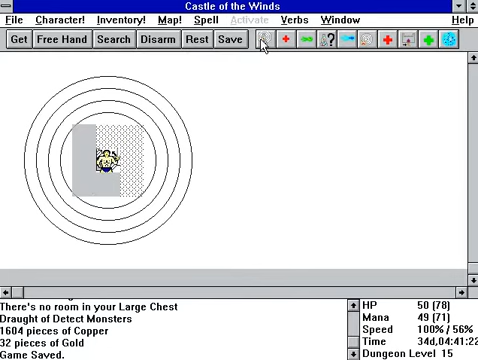 Castle of the Winds
File Character! Inventory! Map! Spell Activate Verbs Window Help
Get Free Hand Search Disarm Rest Save
There's no room in your Large Chest
Draught of Detect Monsters
1604 pieces of Copper
32 pieces of Gold
Game Saved.
HP 50 (78)
Mana 49 (71)
Speed 100% / 56%
Time 34d,04:41:22
Dungeon Level 15